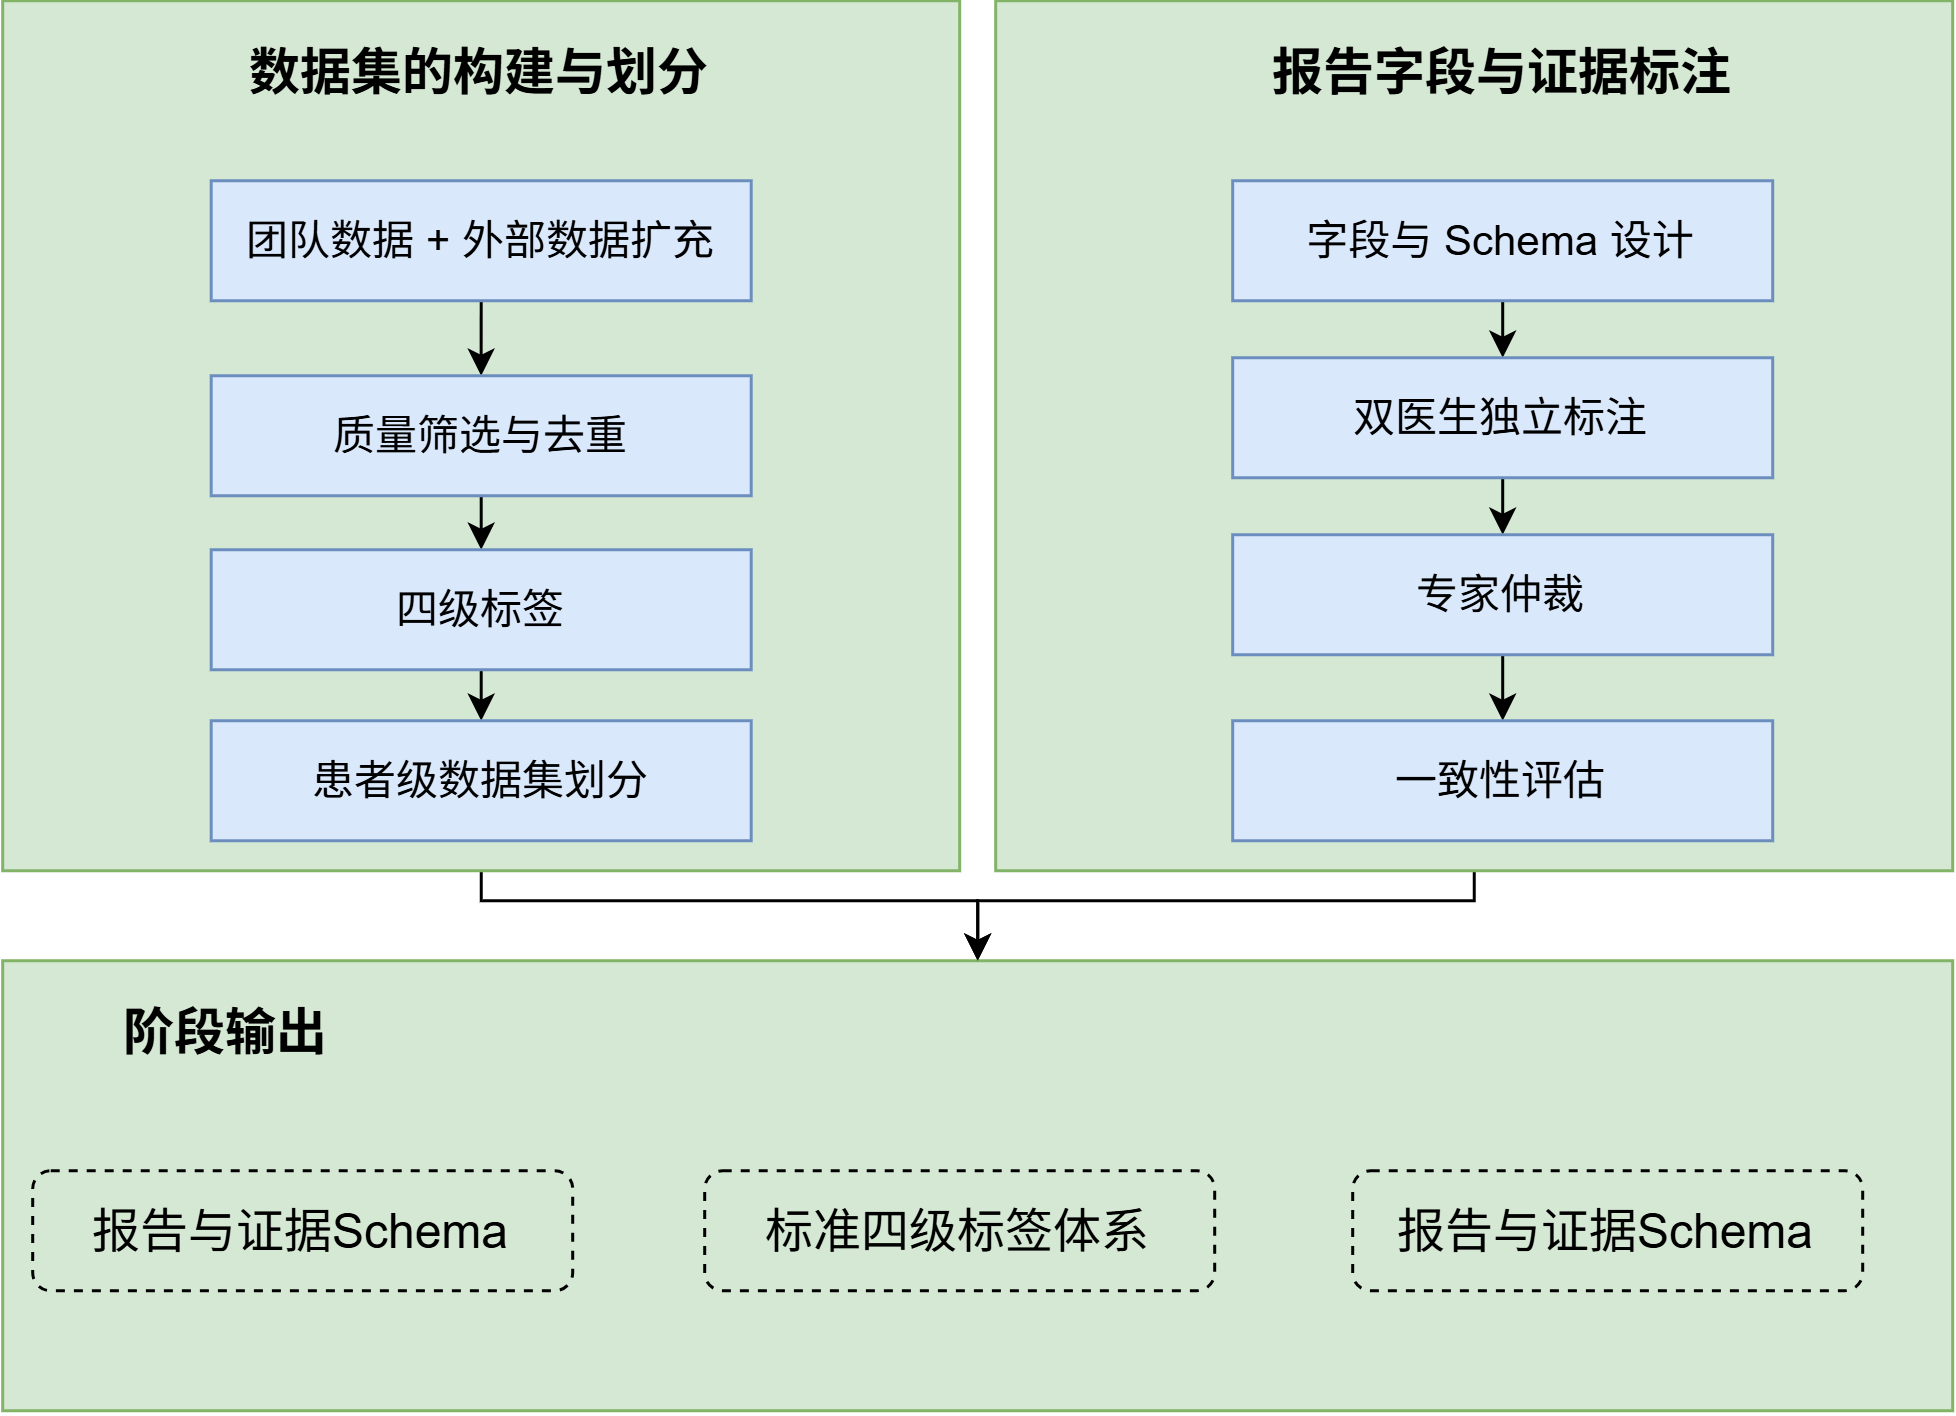 数据集的构建与划分
团队数据 + 外部数据扩充
质量筛选与去重
四级标签
患者级数据集划分
报告字段与证据标注
字段与 Schema 设计
双医生独立标注
专家仲裁
一致性评估
阶段输出
报告与证据Schema
标准四级标签体系
报告与证据Schema